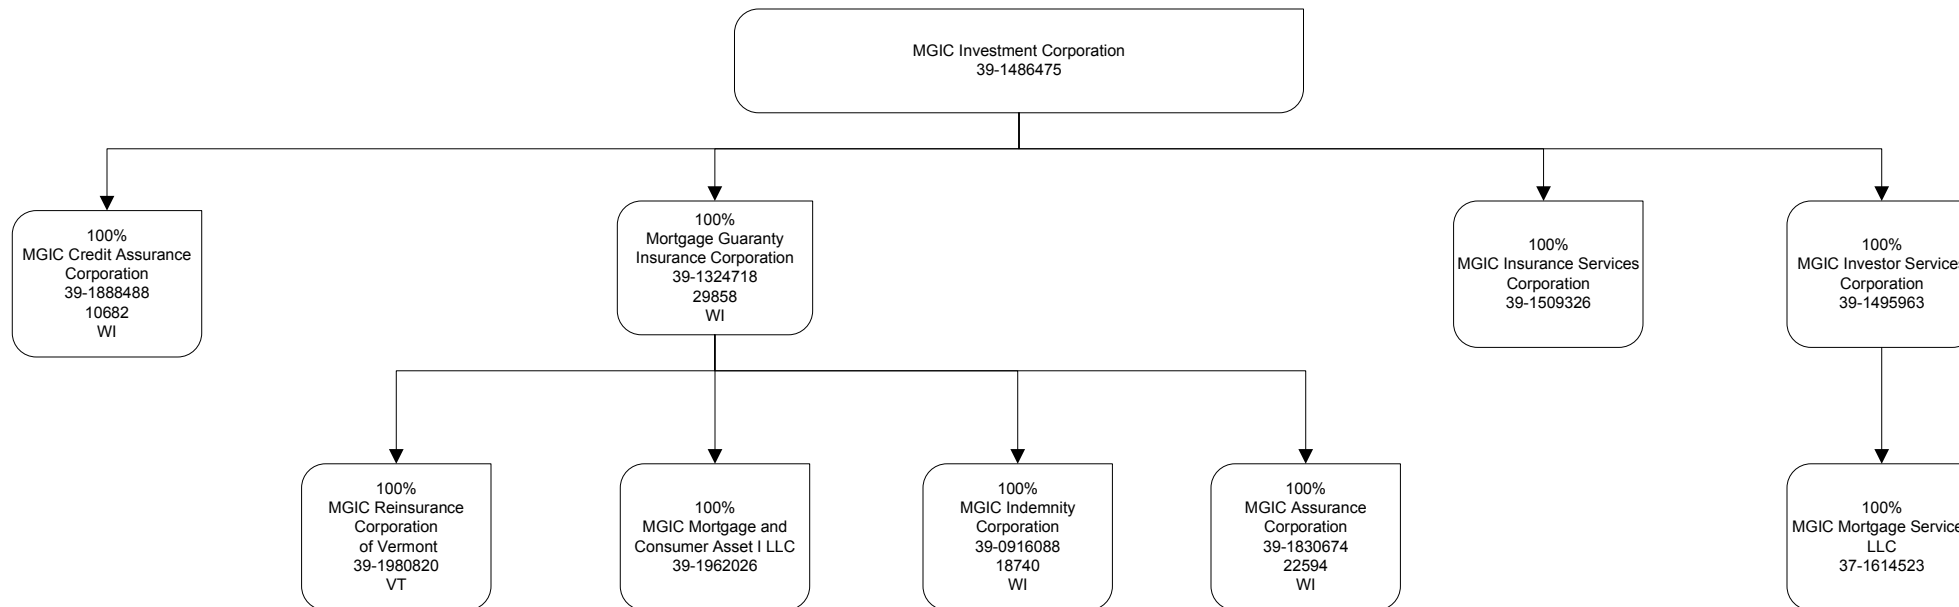 MGIC Investment Corporation
39-1486475
100%
MGIC Credit Assurance
Corporation
39-1888488
10682
WI
100%
Mortgage Guaranty
Insurance Corporation
39-1324718
29858
WI
100%
MGIC Insurance Services
Corporation
39-1509326
100%
MGIC Investor Services
Corporation
39-1495963
100%
MGIC Reinsurance
Corporation
of Vermont
39-1980820
VT
100%
MGIC Mortgage and
Consumer Asset I LLC
39-1962026
100%
MGIC Indemnity
Corporation
39-0916088
18740
WI
100%
MGIC Assurance
Corporation
39-1830674
22594
WI
100%
MGIC Mortgage Service
LLC
37-1614523